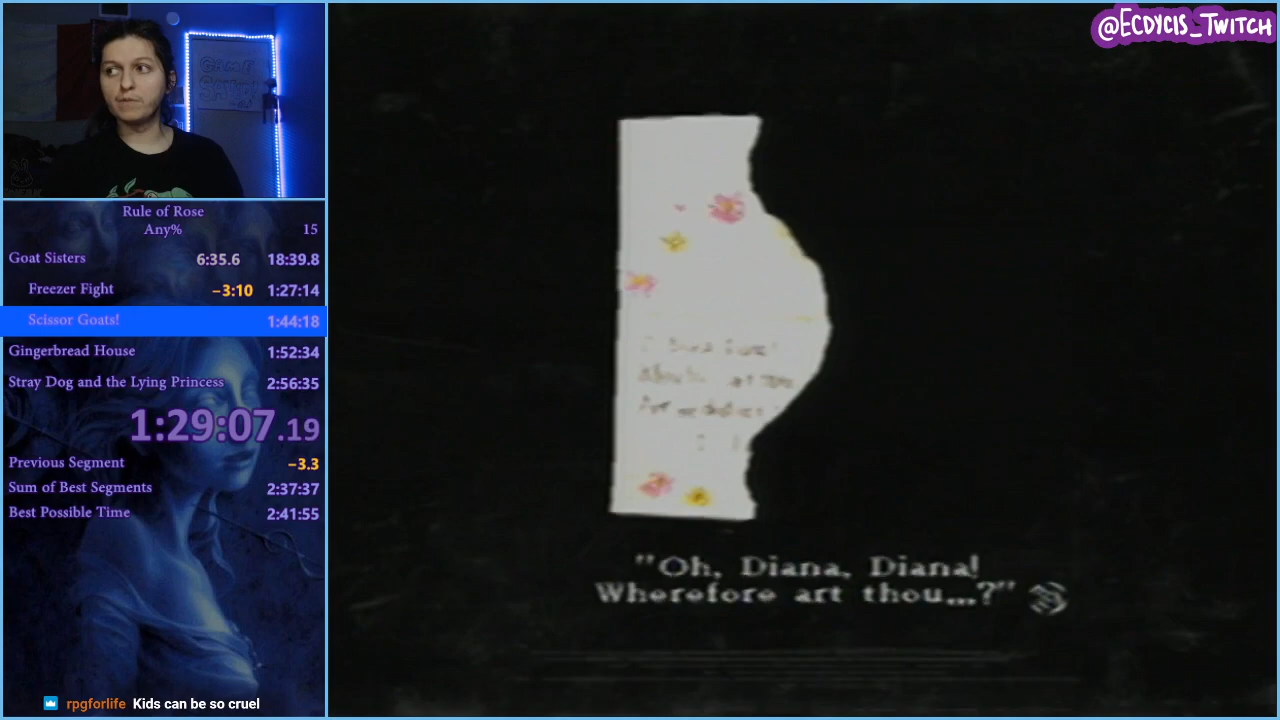 @ECDYCIS_TWITCH
Rule of Rose
Any% 15
Goat Sisters 6:35.6 18:39.8
Freezer Fight −3:10 1:27:14
Scissor Goats! 1:44:18
Gingerbread House 1:52:34
Stray Dog and the Lying Princess 2:56:35
1:29:07.19
Previous Segment −3.3
Sum of Best Segments 2:37:37
Best Possible Time 2:41:55
"Oh, Diana, Diana!
Wherefore art thou...?"
rpgforlife Kids can be so cruel